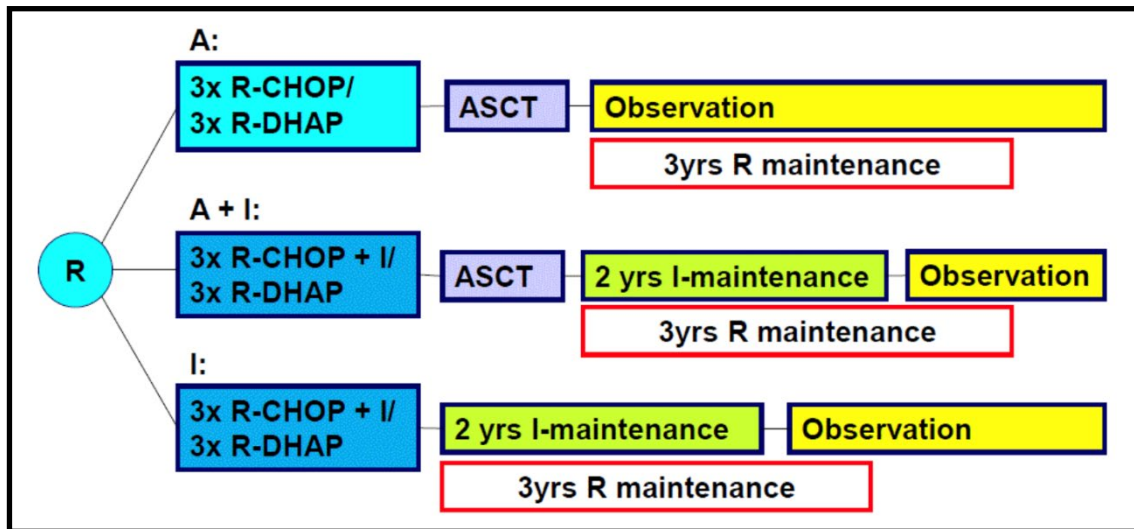 A:
3x R-CHOP/
3x R-DHAP
ASCT
Observation
3yrs R maintenance
R
A + I:
3x R-CHOP + I/
3x R-DHAP
ASCT
2 yrs I-maintenance
Observation
3yrs R maintenance
I:
3x R-CHOP + I/
3x R-DHAP
2 yrs I-maintenance
Observation
3yrs R maintenance